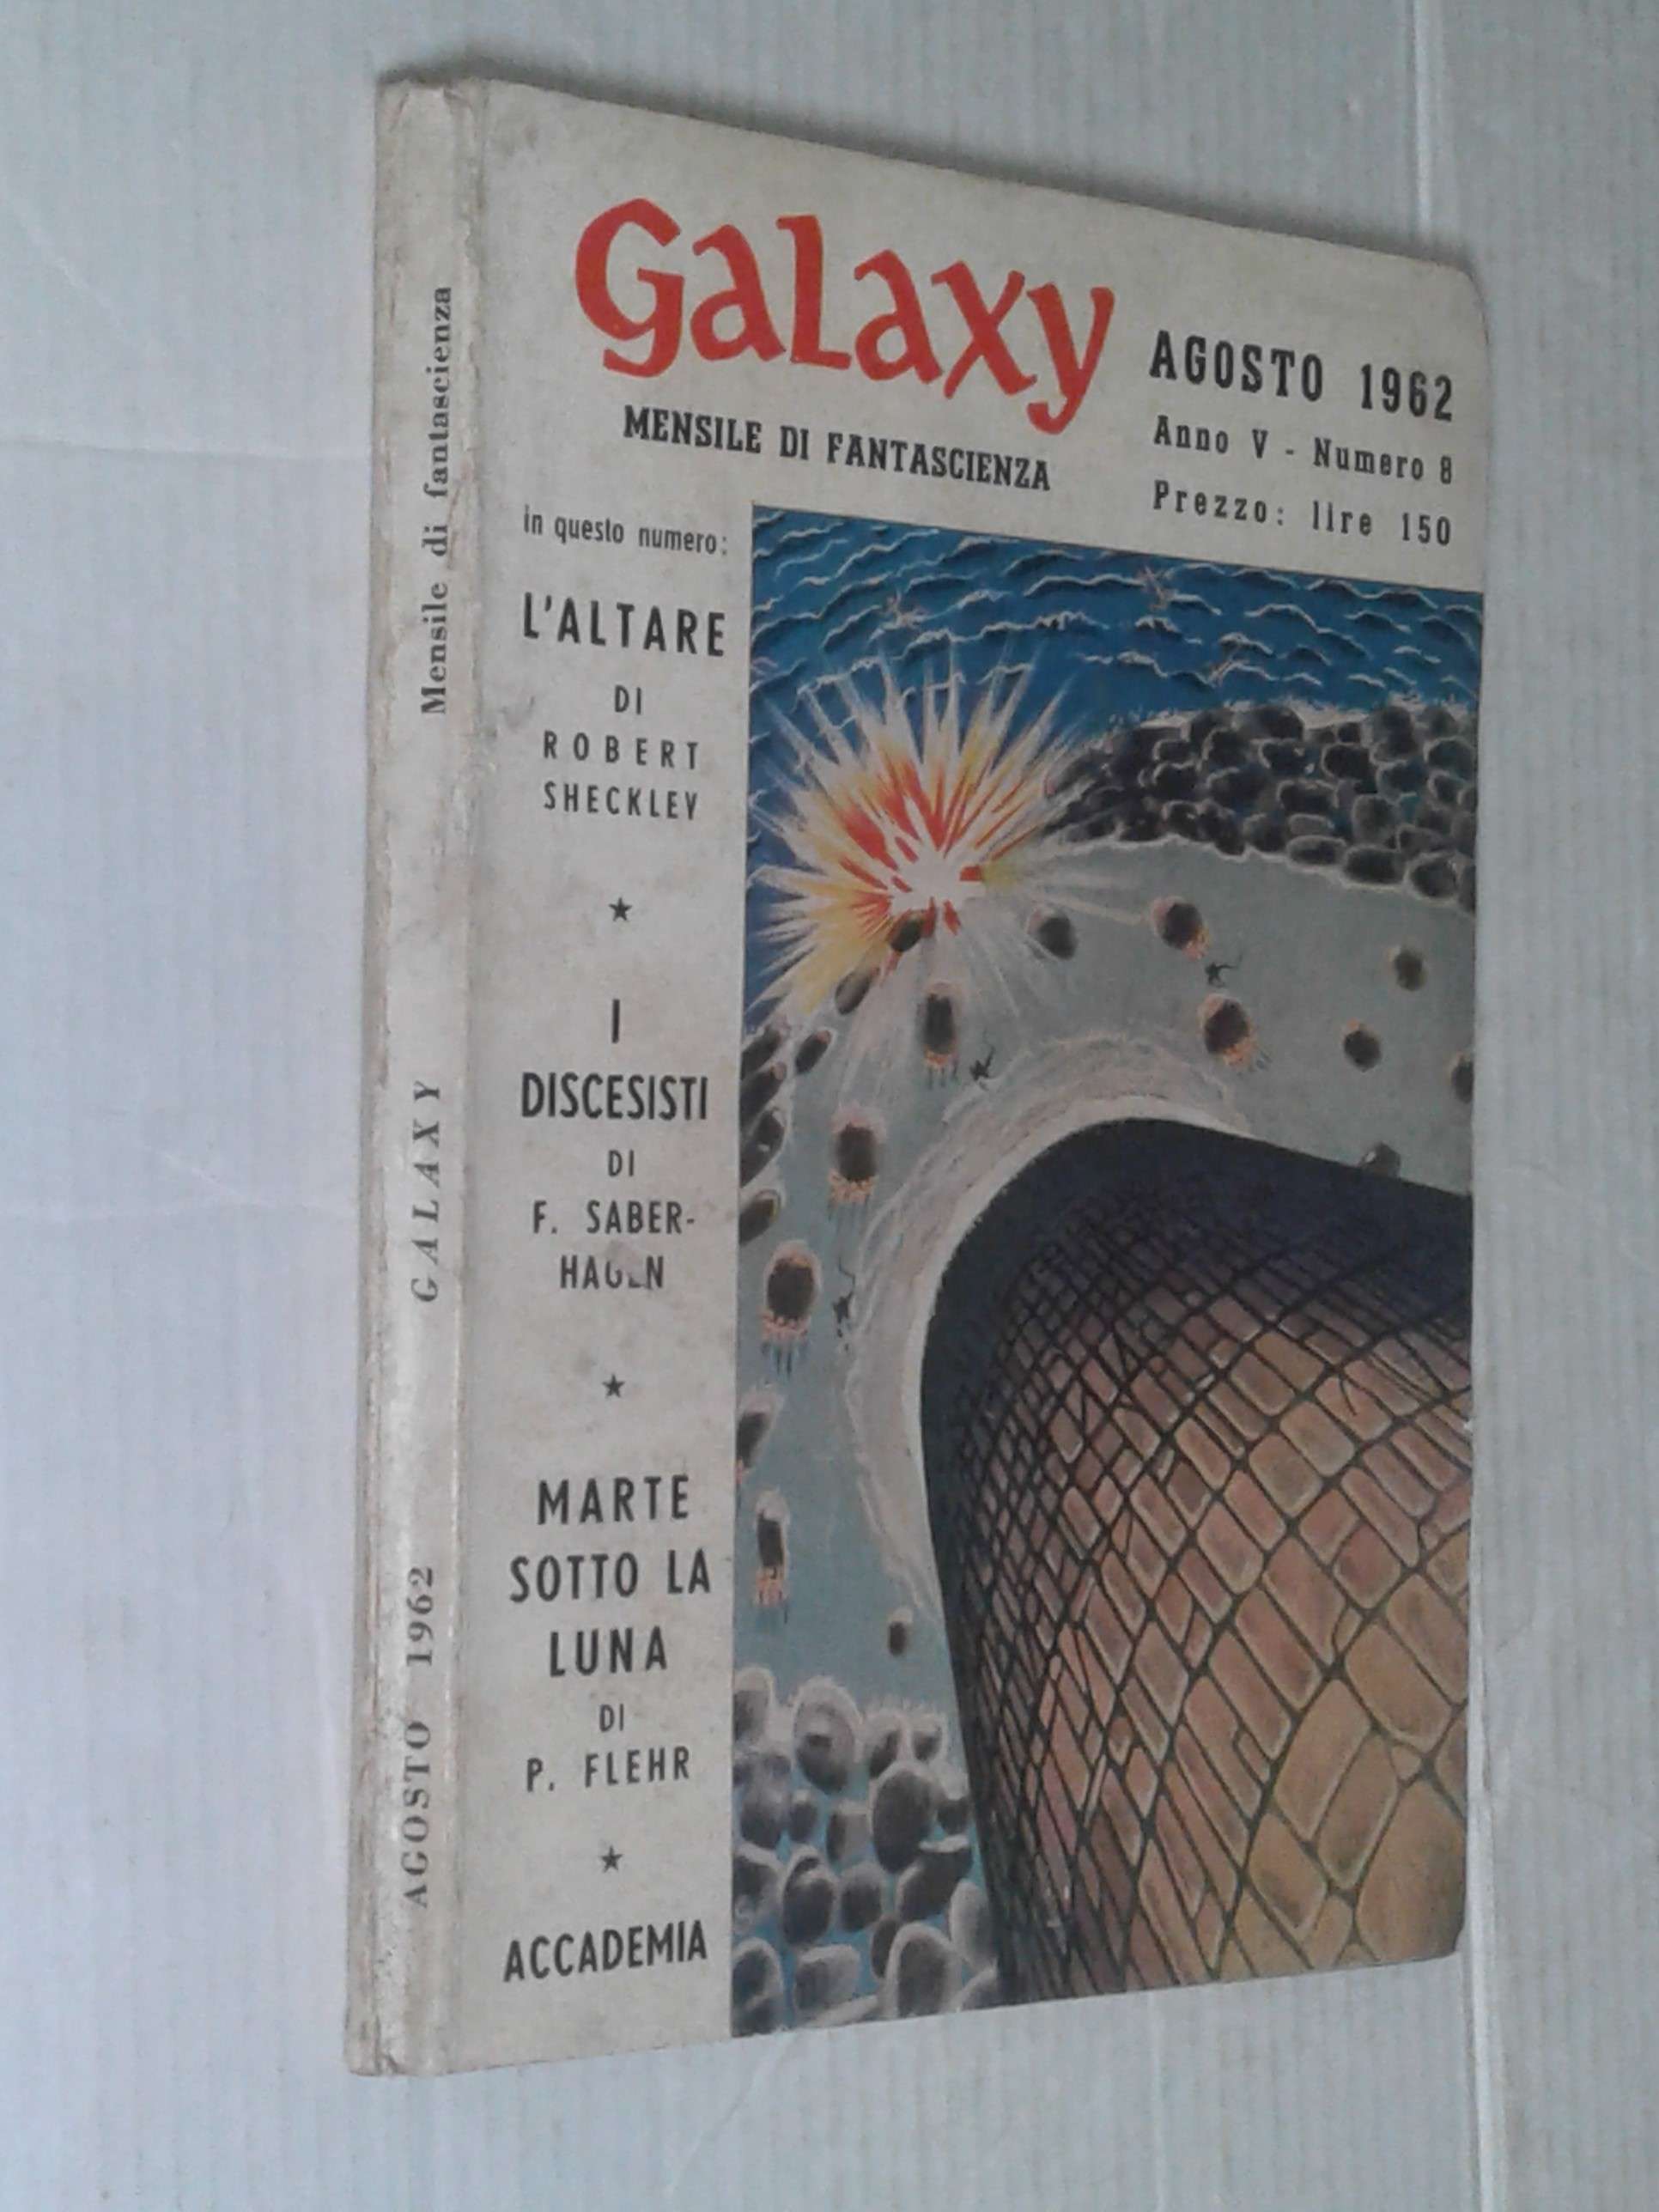 Galaxy
MENSILE DI FANTASCIENZA
AGOSTO 1962
Anno V - Numero 8
Prezzo: lire 150
in questo numero:
L'ALTARE
DI
ROBERT
SHECKLEY
★
I
DISCESISTI
DI
F. SABER-
HAGEN
★
MARTE
SOTTO LA
LUNA
DI
P. FLEHR
★
ACCADEMIA
AGOSTO 1962 GALAXY Mensile di fantascienza